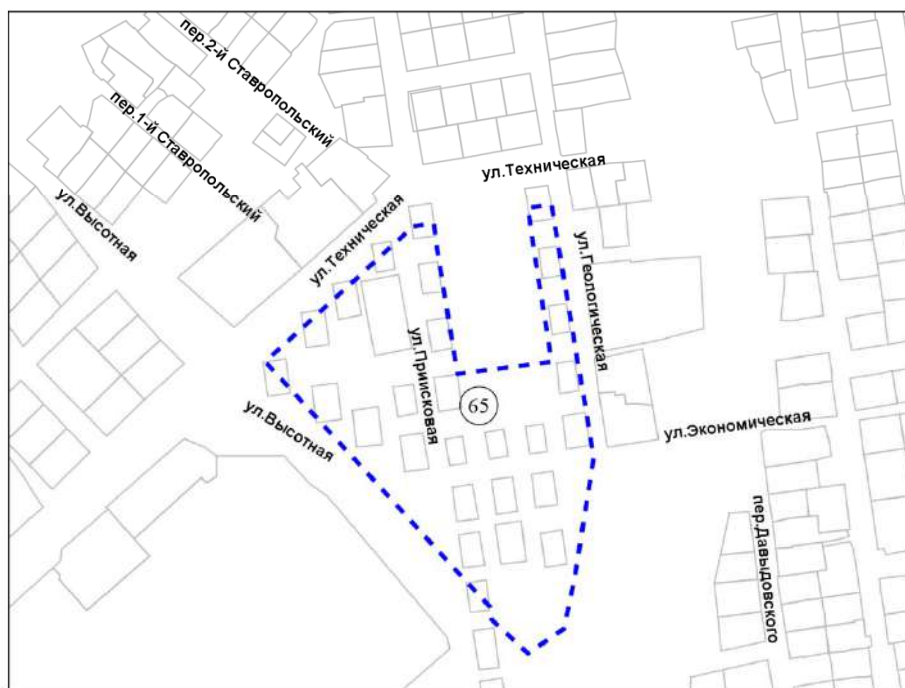 пер.2-й Ставропольский
пер.1-й Ставропольский
ул.Техническая
ул.Высотная
ул.Техническая
ул.Геологическая
ул.Приисковая
65
ул.Высотная
ул.Экономическая
пер.Давыдовского